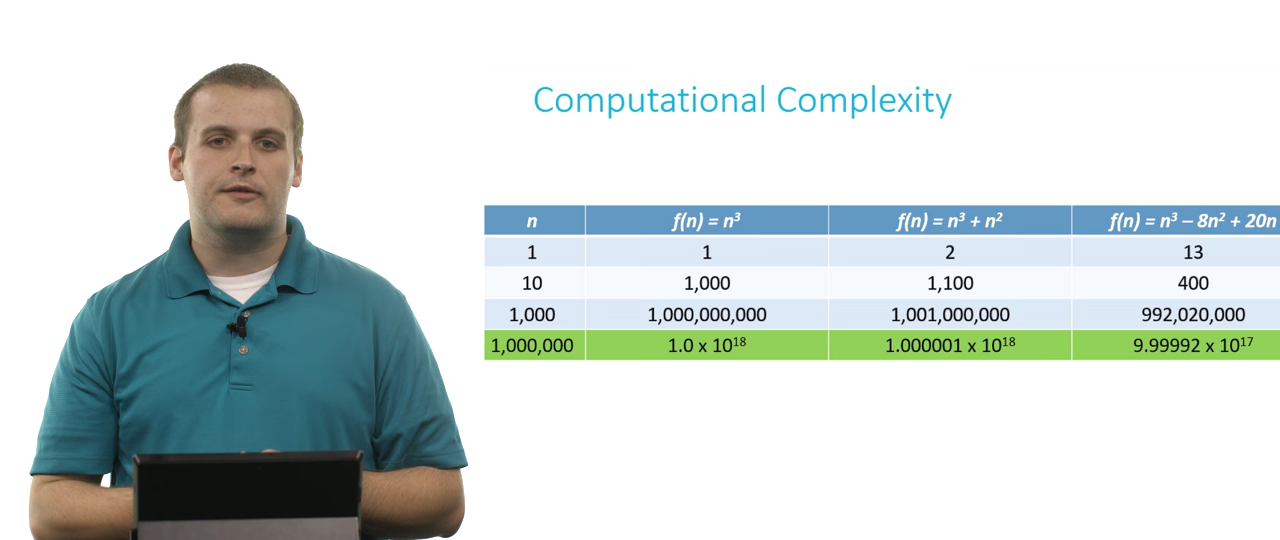 Computational Complexity
n f(n) = n³ f(n) = n³ + n² f(n) = n³ – 8n² + 20n
1 1 2 13
10 1,000 1,100 400
1,000 1,000,000,000 1,001,000,000 992,020,000
1,000,000 1.0 x 10¹⁸ 1.000001 x 10¹⁸ 9.99992 x 10¹⁷